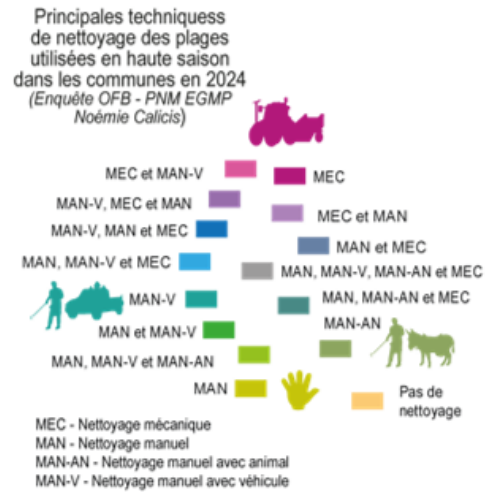 Principales techniquess
de nettoyage des plages
utilisées en haute saison
dans les communes en 2024
(Enquête OFB - PNM EGMP
Noémie Calicis)
MEC et MAN-V
MEC
MAN-V, MEC et MAN
MEC et MAN
MAN-V, MAN et MEC
MAN et MEC
MAN, MAN-V et MEC
MAN, MAN-V, MAN-AN et MEC
MAN-V
MAN, MAN-AN et MEC
MAN et MAN-V
MAN-AN
MAN, MAN-V et MAN-AN
MAN
Pas de
nettoyage
MEC - Nettoyage mécanique
MAN - Nettoyage manuel
MAN-AN - Nettoyage manuel avec animal
MAN-V - Nettoyage manuel avec véhicule